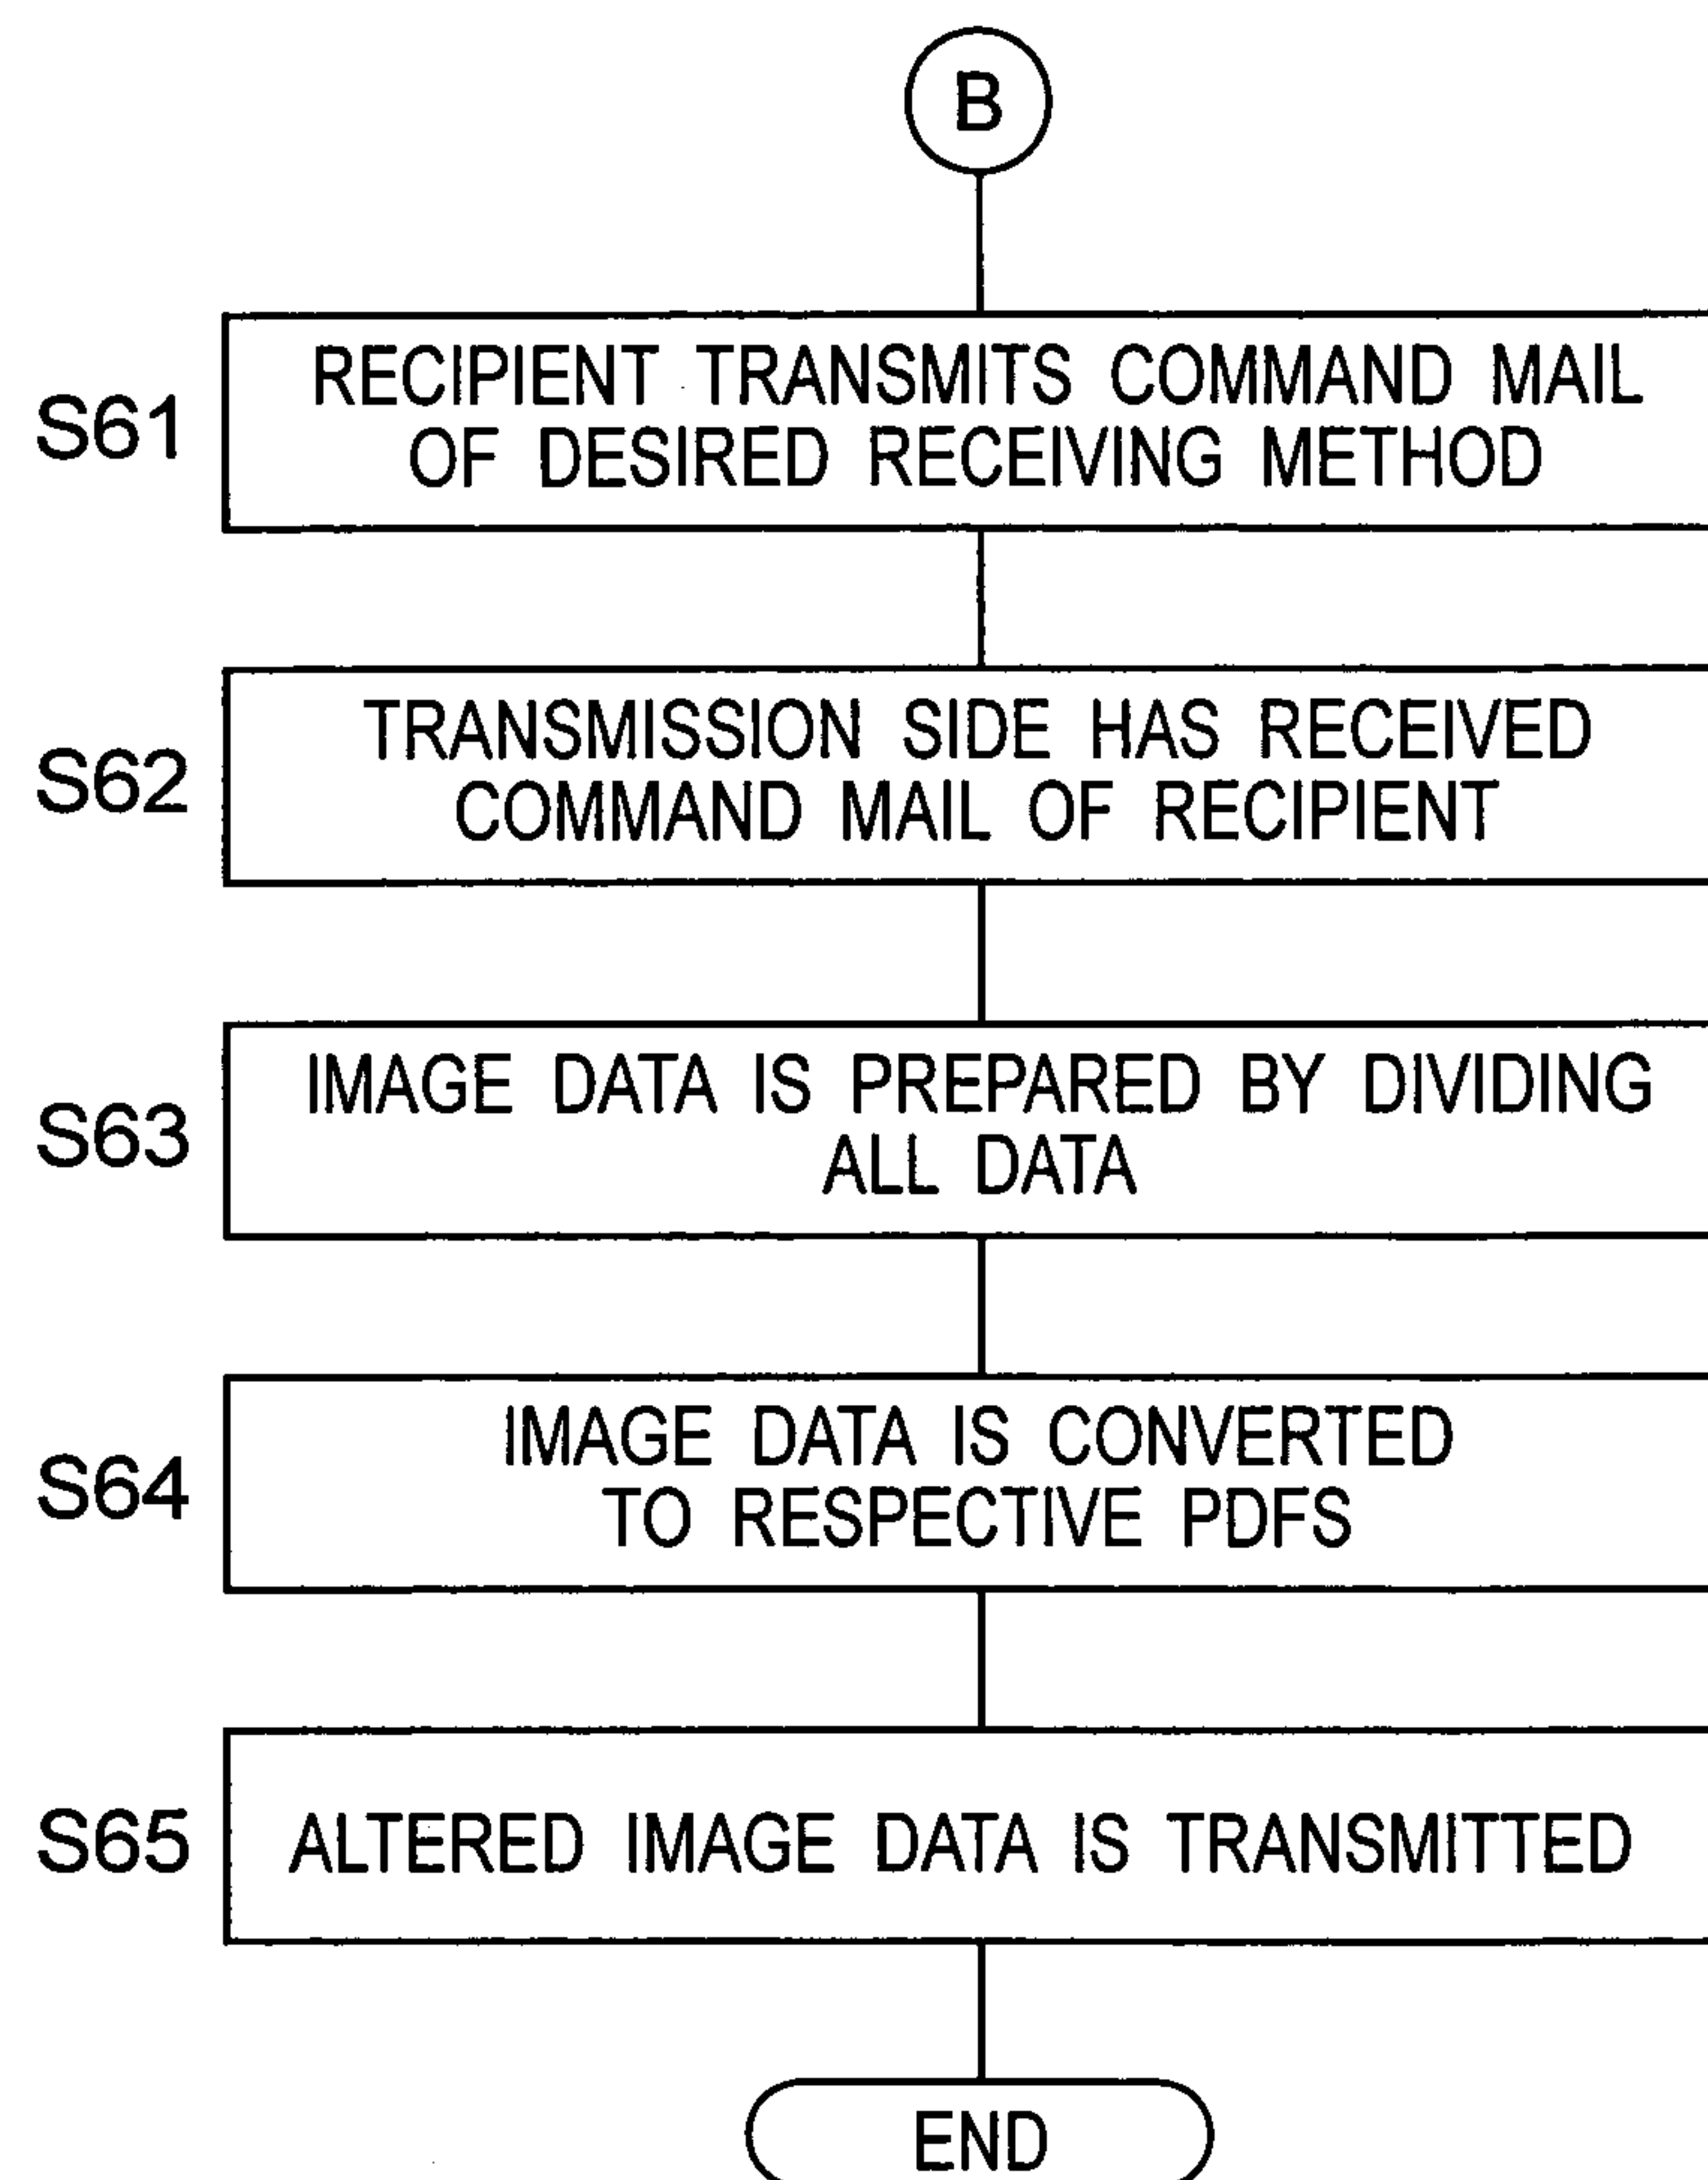 B
S61
RECIPIENT TRANSMITS COMMAND MAIL
OF DESIRED RECEIVING METHOD
S62
TRANSMISSION SIDE HAS RECEIVED
COMMAND MAIL OF RECIPIENT
S63
IMAGE DATA IS PREPARED BY DIVIDING
ALL DATA
S64
IMAGE DATA IS CONVERTED
TO RESPECTIVE PDFS
S65
ALTERED IMAGE DATA IS TRANSMITTED
END